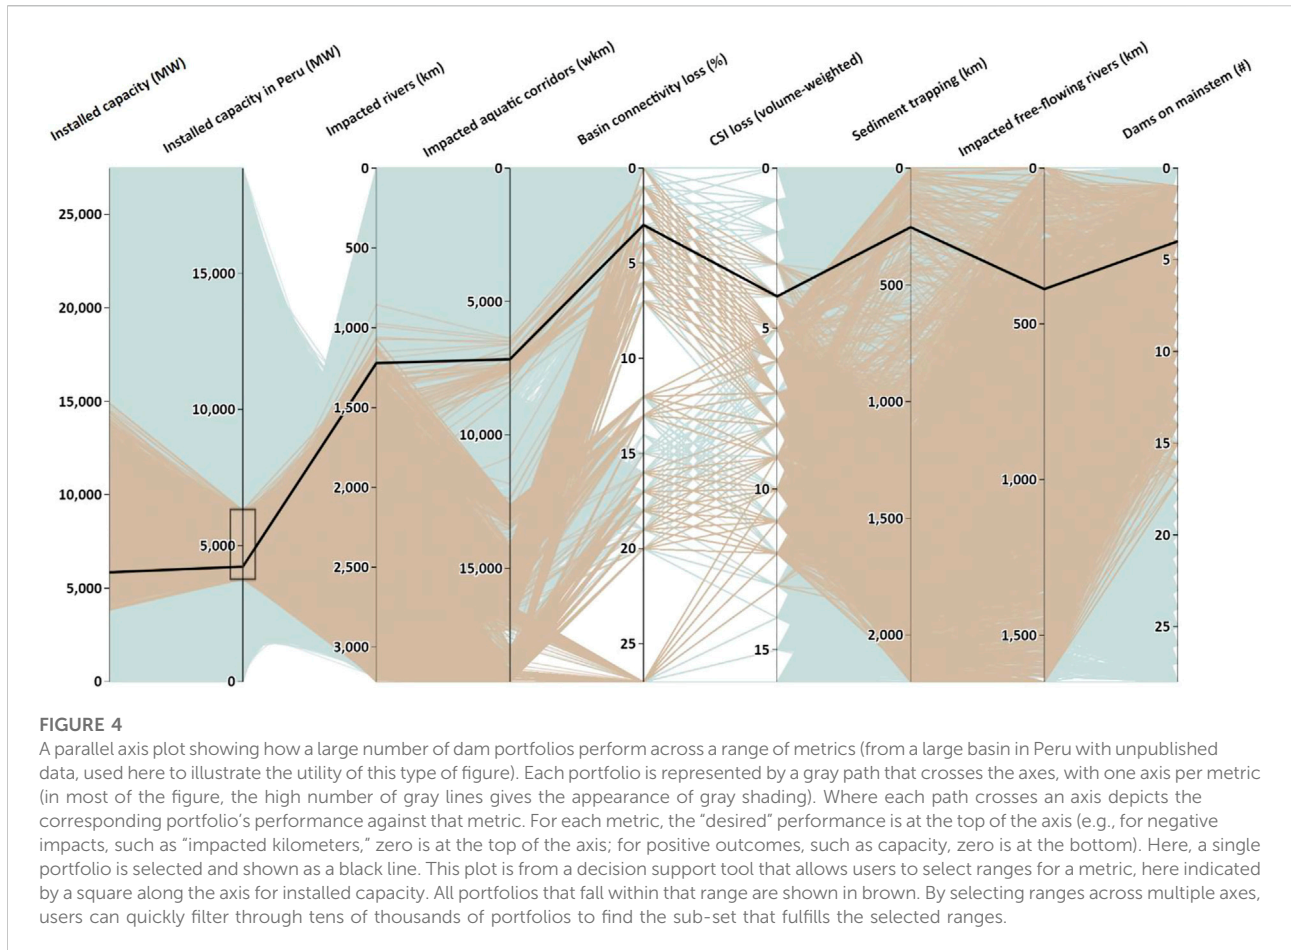 Installed capacity (MW)
Installed capacity in Peru (MW)
Impacted rivers (km)
Impacted aquatic corridors (wkm)
Basin connectivity loss (%)
CSI loss (volume-weighted)
Sediment trapping (km)
Impacted free-flowing rivers (km)
Dams on mainstem (#)
25,000
20,000
15,000
10,000
5,000
0
15,000
10,000
5,000
0
0
500
1,000
1,500
2,000
2,500
3,000
0
5,000
10,000
15,000
0
5
10
15
20
25
0
5
10
15
0
500
1,000
1,500
2,000
0
500
1,000
1,500
0
5
10
15
20
25
FIGURE 4
A parallel axis plot showing how a large number of dam portfolios perform across a range of metrics (from a large basin in Peru with unpublished
data, used here to illustrate the utility of this type of figure). Each portfolio is represented by a gray path that crosses the axes, with one axis per metric
(in most of the figure, the high number of gray lines gives the appearance of gray shading). Where each path crosses an axis depicts the
corresponding portfolio's performance against that metric. For each metric, the “desired” performance is at the top of the axis (e.g., for negative
impacts, such as “impacted kilometers,” zero is at the top of the axis; for positive outcomes, such as capacity, zero is at the bottom). Here, a single
portfolio is selected and shown as a black line. This plot is from a decision support tool that allows users to select ranges for a metric, here indicated
by a square along the axis for installed capacity. All portfolios that fall within that range are shown in brown. By selecting ranges across multiple axes,
users can quickly filter through tens of thousands of portfolios to find the sub-set that fulfills the selected ranges.